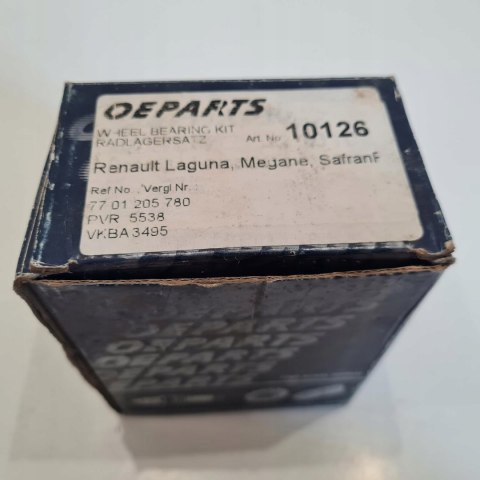 OEPARTS
WHEEL BEARING KIT
RADLAGERSATZ
Art. No. 10126
Renault Laguna, Megane, SafranF
Ref No., Vergl Nr.:
77 01 205 780
PVR 5538
VKBA 3495
OEPARTS
OEPARTS
OEPARTS
OEPARTS